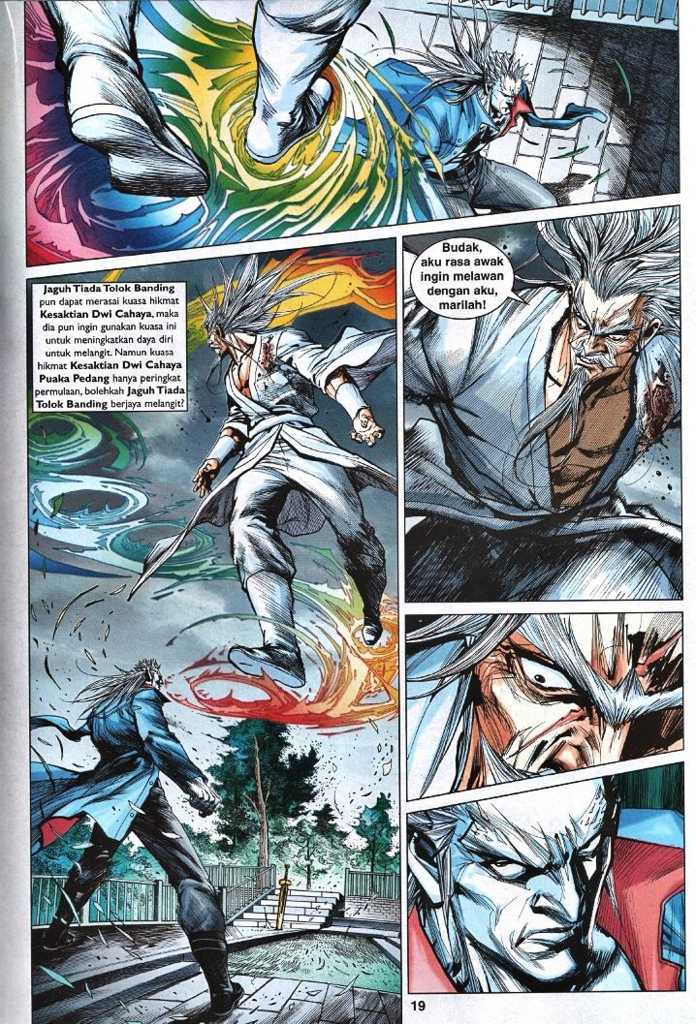 Jaguh Tiada Tolok Banding
pun dapat merasai kuasa hikmat
Kesaktian Dwi Cahaya, maka
dia pun ingin gunakan kuasa ini
untuk meningkatkan daya diri
untuk melangit. Namun kuasa
hikmat Kesaktian Dwi Cahaya
Puaka Pedang hanya peringkat
permulaan, bolehkah Jaguh Tiada
Tolok Banding berjaya melangit?
Budak,
aku rasa awak
ingin melawan
dengan aku,
marilah!
19